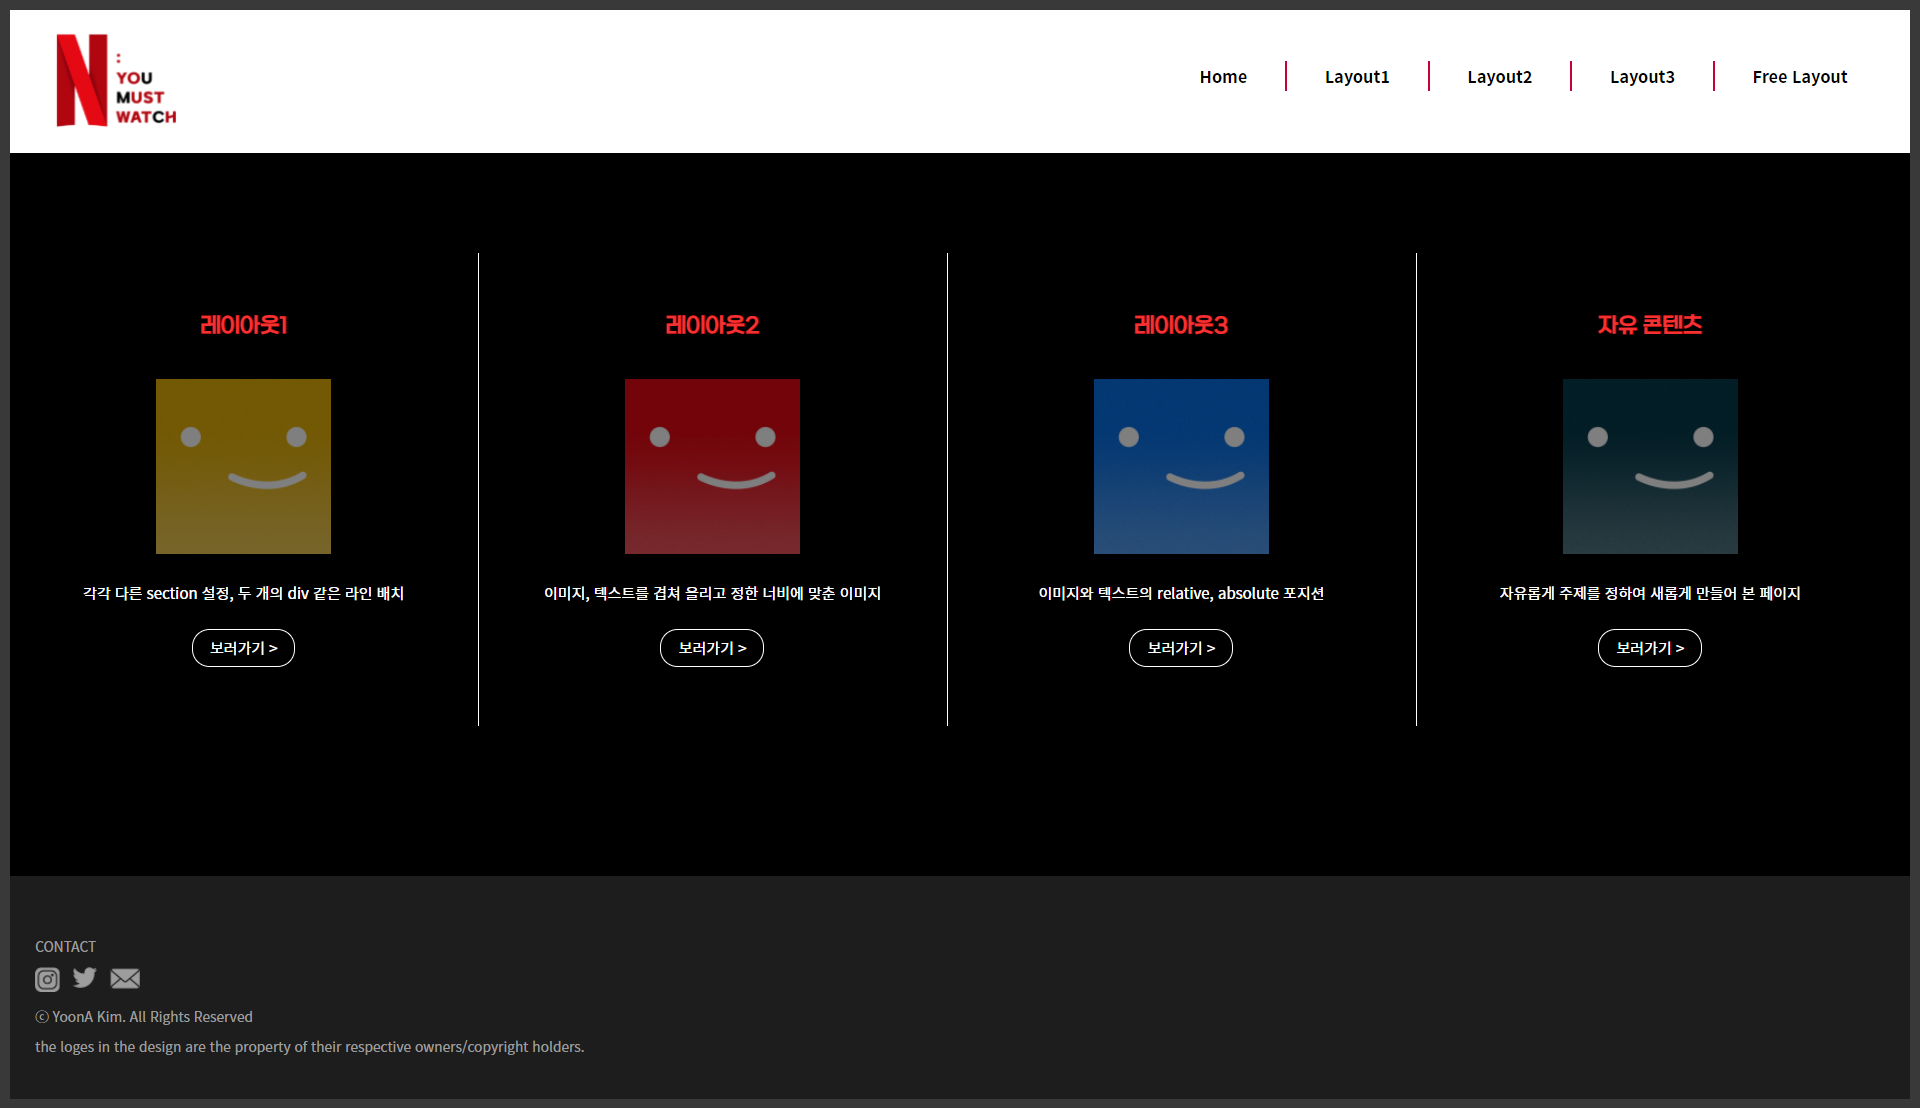 N :
YOU
MUST
WATCH
Home
Layout1
Layout2
Layout3
Free Layout
레이아웃1
각각 다른 section 설정, 두 개의 div 같은 라인 배치
보러가기 >
레이아웃2
이미지, 텍스트를 겹쳐 올리고 정한 너비에 맞춘 이미지
보러가기 >
레이아웃3
이미지와 텍스트의 relative, absolute 포지션
보러가기 >
자유 콘텐츠
자유롭게 주제를 정하여 새롭게 만들어 본 페이지
보러가기 >
CONTACT
ⓒ YoonA Kim. All Rights Reserved
the loges in the design are the property of their respective owners/copyright holders.